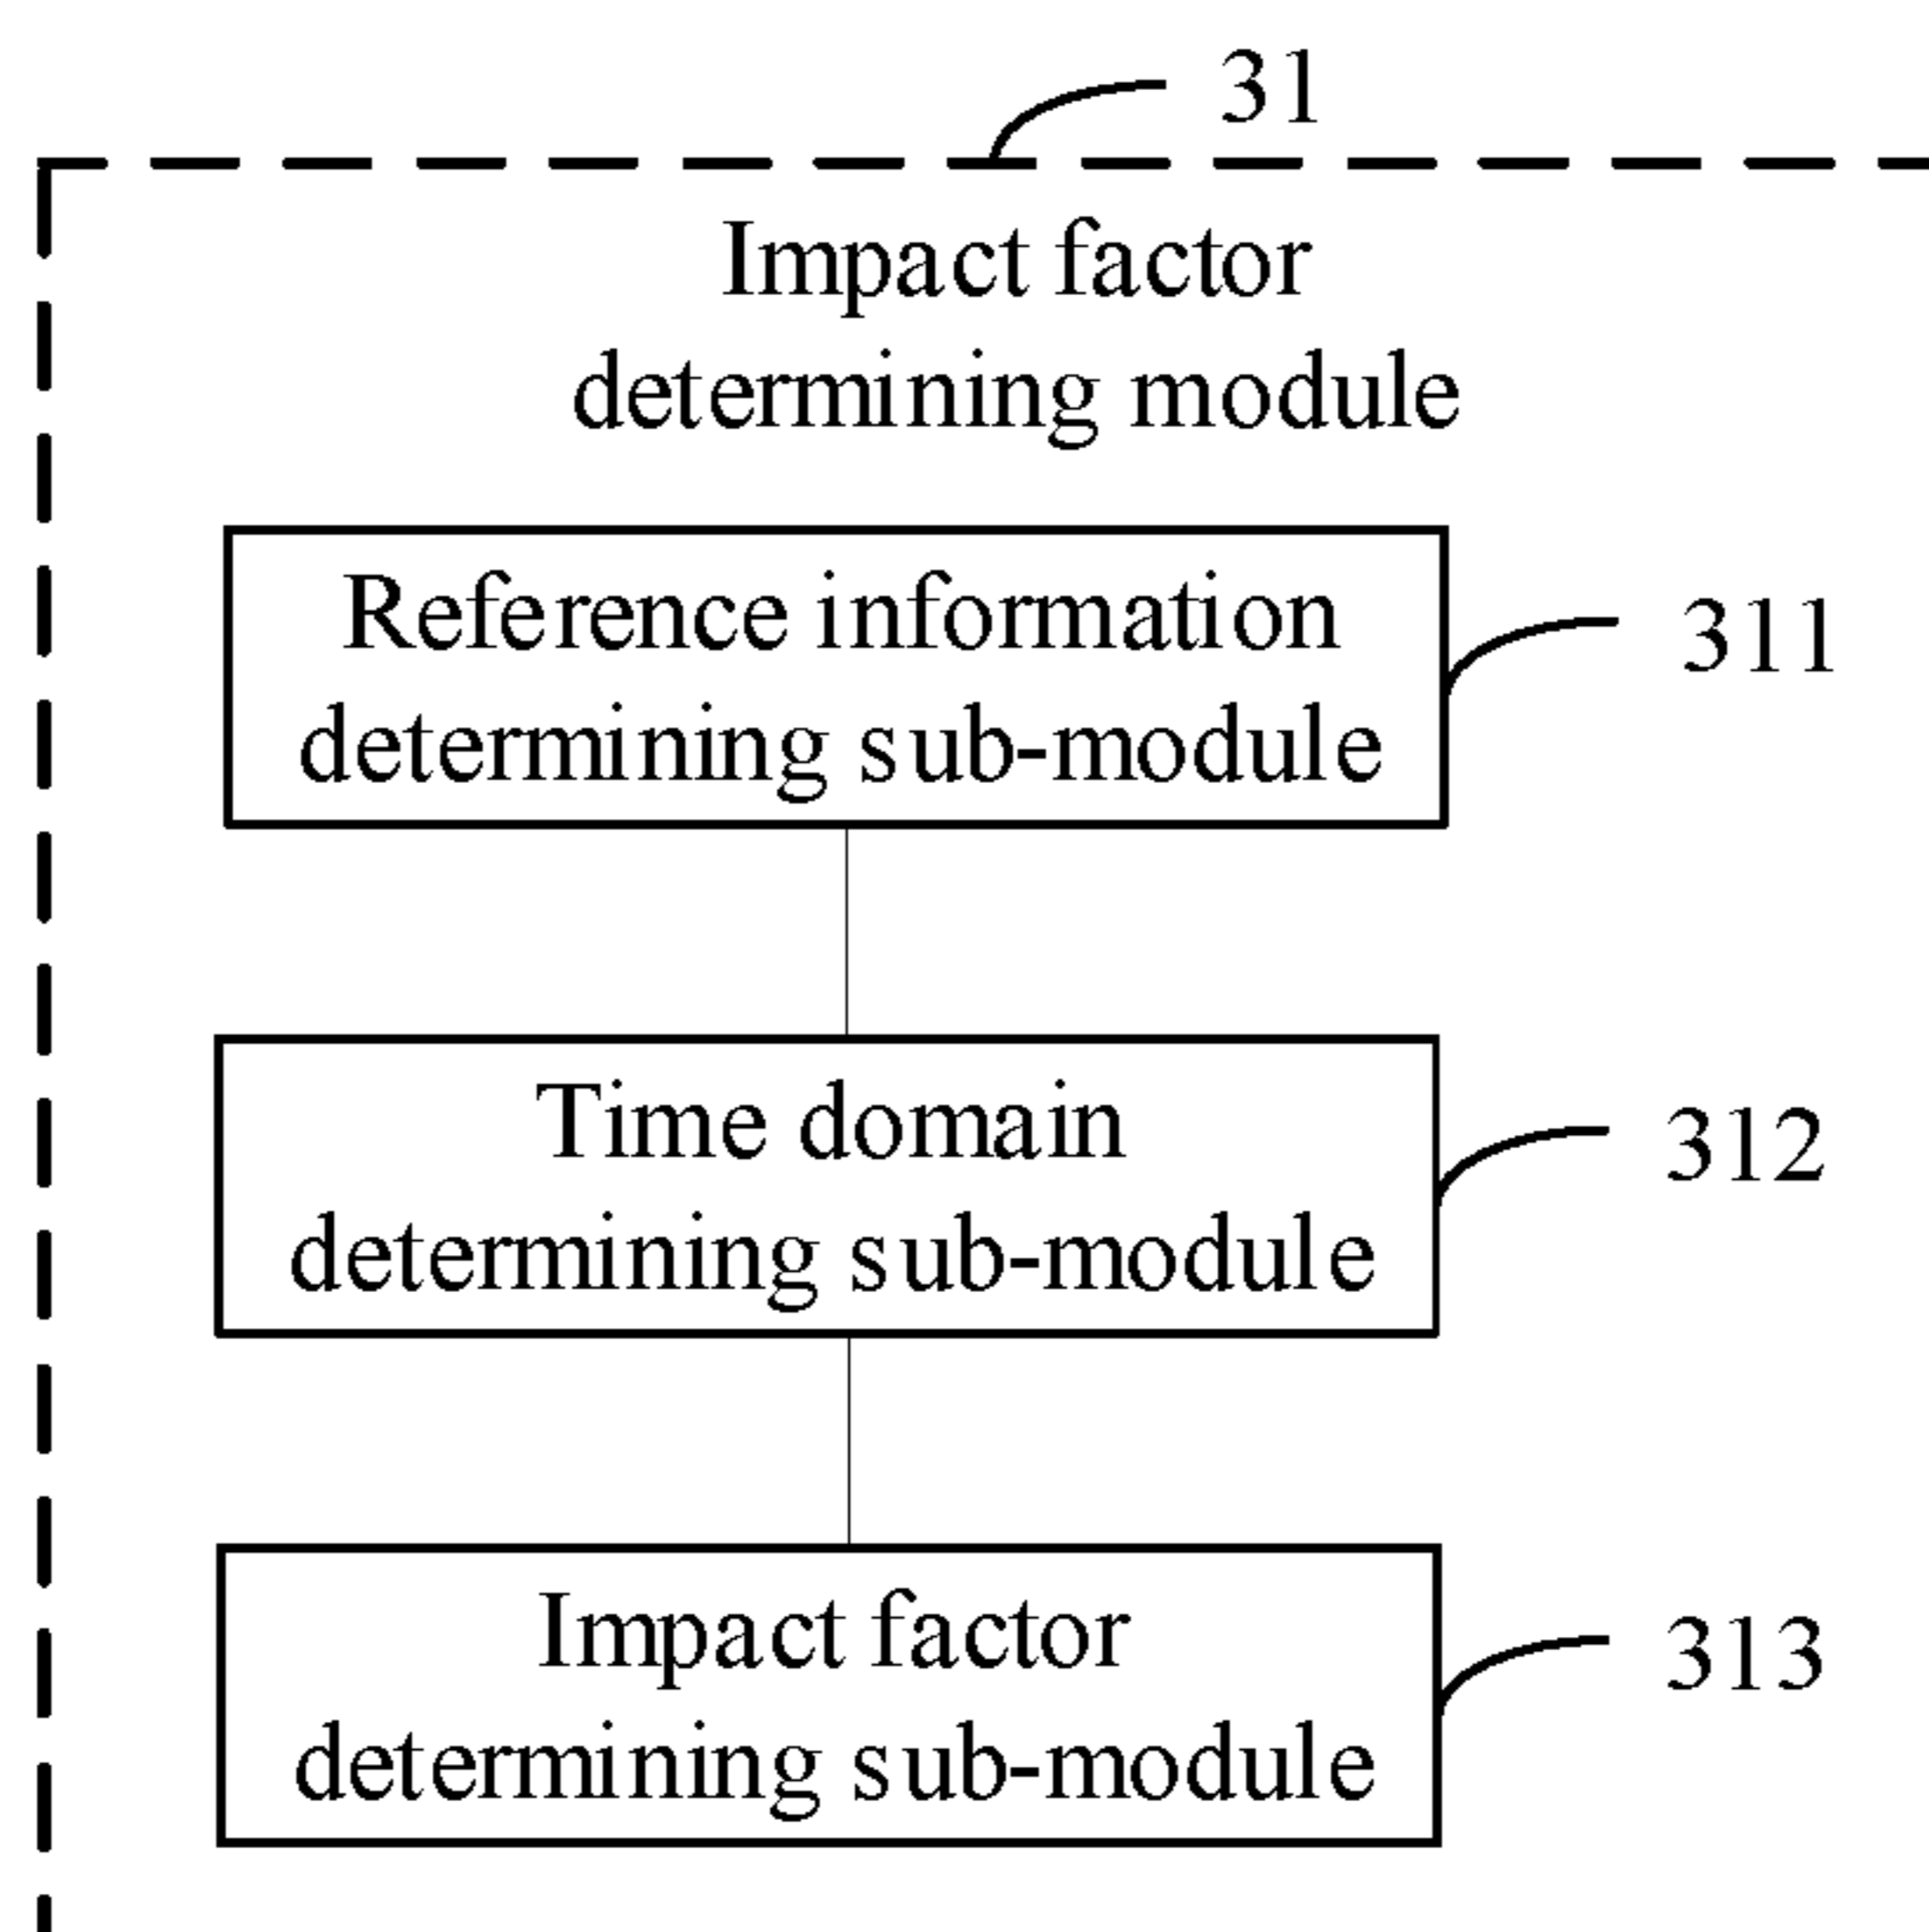 31
Impact factor
determining module
Reference information
determining sub-module
311
Time domain
determining sub-module
312
Impact factor
determining sub-module
313